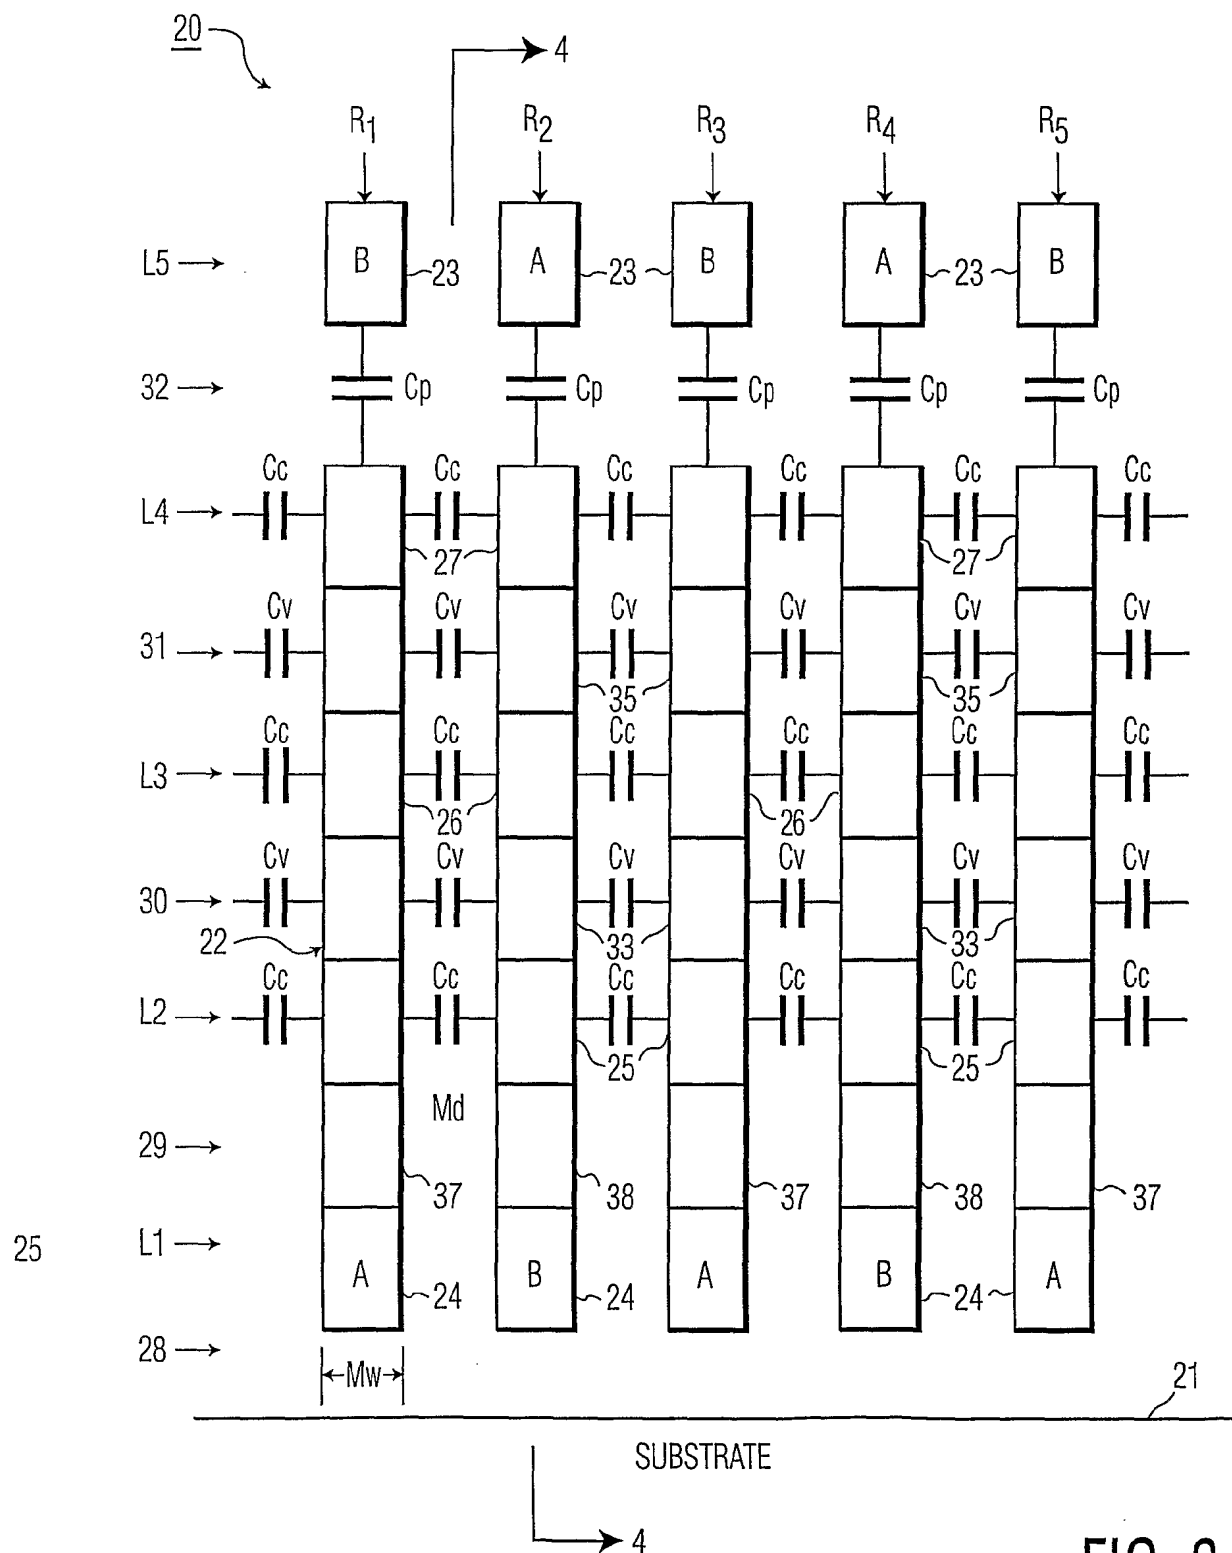 20
4
R1 R2 R3 R4 R5
L5 B 23 A 23 B A 23 B
32 Cp Cp Cp Cp Cp
Cc Cc Cc Cc Cc Cc
L4
27 27
Cv Cv Cv Cv Cv Cv
31
35 35
Cc Cc Cc Cc Cc Cc
L3
26 26
Cv Cv Cv Cv Cv Cv
30
22 33 33
Cc Cc Cc Cc Cc Cc
L2
25 25
Md
29
37 38 37 38 37
25 L1
A B A B A
24 24 24
28
Mw
21
SUBSTRATE
4